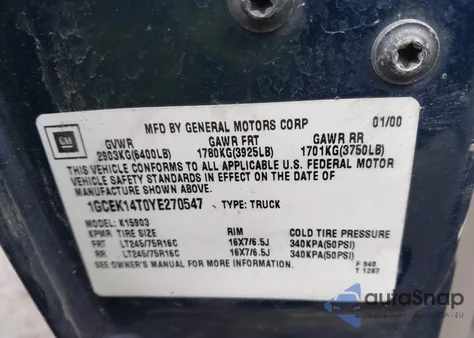 MFD BY GENERAL MOTORS CORP 01/00
GM
GVWR GAWR FRT GAWR RR
2903KG(6400LB) 1780KG(3925LB) 1701KG(3750LB)
THIS VEHICLE CONFORMS TO ALL APPLICABLE U.S. FEDERAL MOTOR
VEHICLE SAFETY STANDARDS IN EFFECT ON THE DATE OF
MANUFACTURE SHOWN ABOVE.
1GCEK14T0YE270547 TYPE: TRUCK
MODEL: K15903
KPMR TIRE SIZE RIM COLD TIRE PRESSURE
FRT LT245/75R16C 16X7/6.5J 340KPA(50PSI)
RR LT245/75R16C 16X7/6.5J 340KPA(50PSI)
SEE OWNER'S MANUAL FOR MORE INFORMATION.
F 940
T 1287
autoSnap